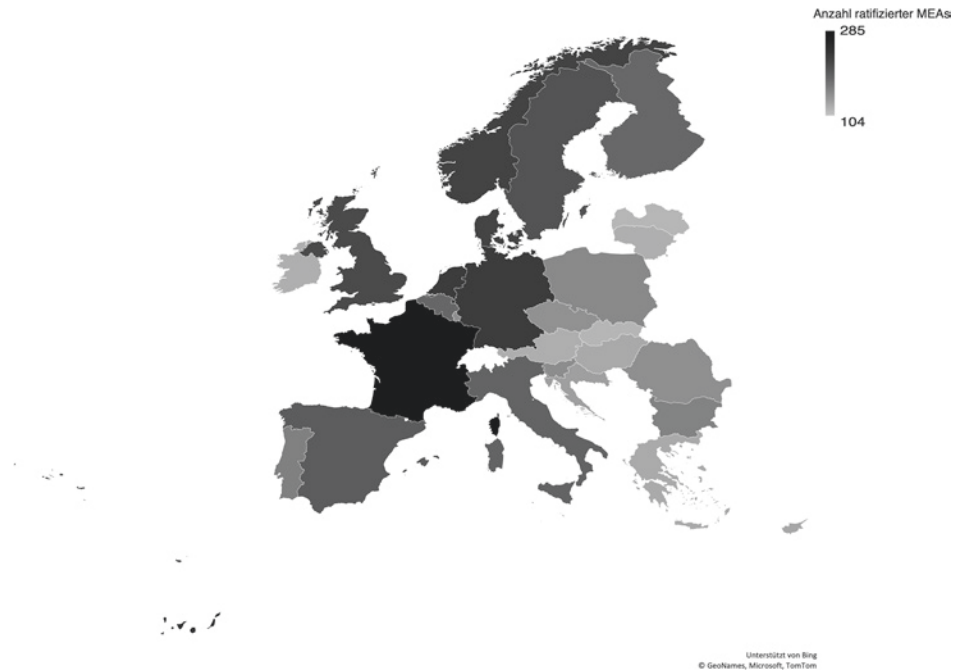 Anzahl ratifizierter MEAs
285
104
Unterstützt von Bing
© GeoNames, Microsoft, TomTom